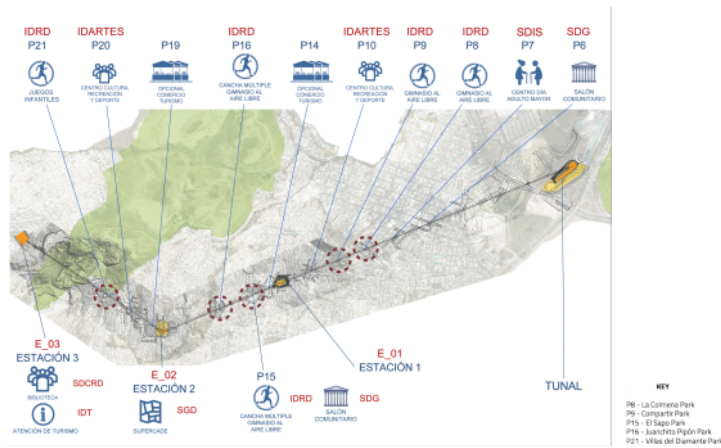 IDRD
P21
JUEGOS
INFANTILES
IDARTES
P20
CENTRO CULTURAL
RECREACIÓN
Y DEPORTE
P19
OPCIONAL
COMERCIO
TURISMO
IDRD
P16
CANCHA MÚLTIPLE
GIMNASIO AL
AIRE LIBRE
P14
OPCIONAL
COMERCIO
TURISMO
IDARTES
P10
CENTRO CULTURAL
RECREACIÓN
Y DEPORTE
IDRD
P9
GIMNASIO AL
AIRE LIBRE
IDRD
P8
GIMNASIO AL
AIRE LIBRE
SDIS
P7
CENTRO DÍA
ADULTO MAYOR
SDG
P6
SALÓN
COMUNITARIO
E_03
ESTACIÓN 3
BIBLIOTECA
SDCRD
ATENCIÓN DE TURISMO
IDT
E_02
ESTACIÓN 2
SUPERCADE
SGD
P15
CANCHA MÚLTIPLE
GIMNASIO AL
AIRE LIBRE
IDRD
SALÓN
COMUNITARIO
SDG
E_01
ESTACIÓN 1
TUNAL
KEY
P8 - La Colmena Park
P9 - Compartir Park
P15 - El Sapo Park
P16 - Juanchito Pipón Park
P21 - Villas del Diamante Park